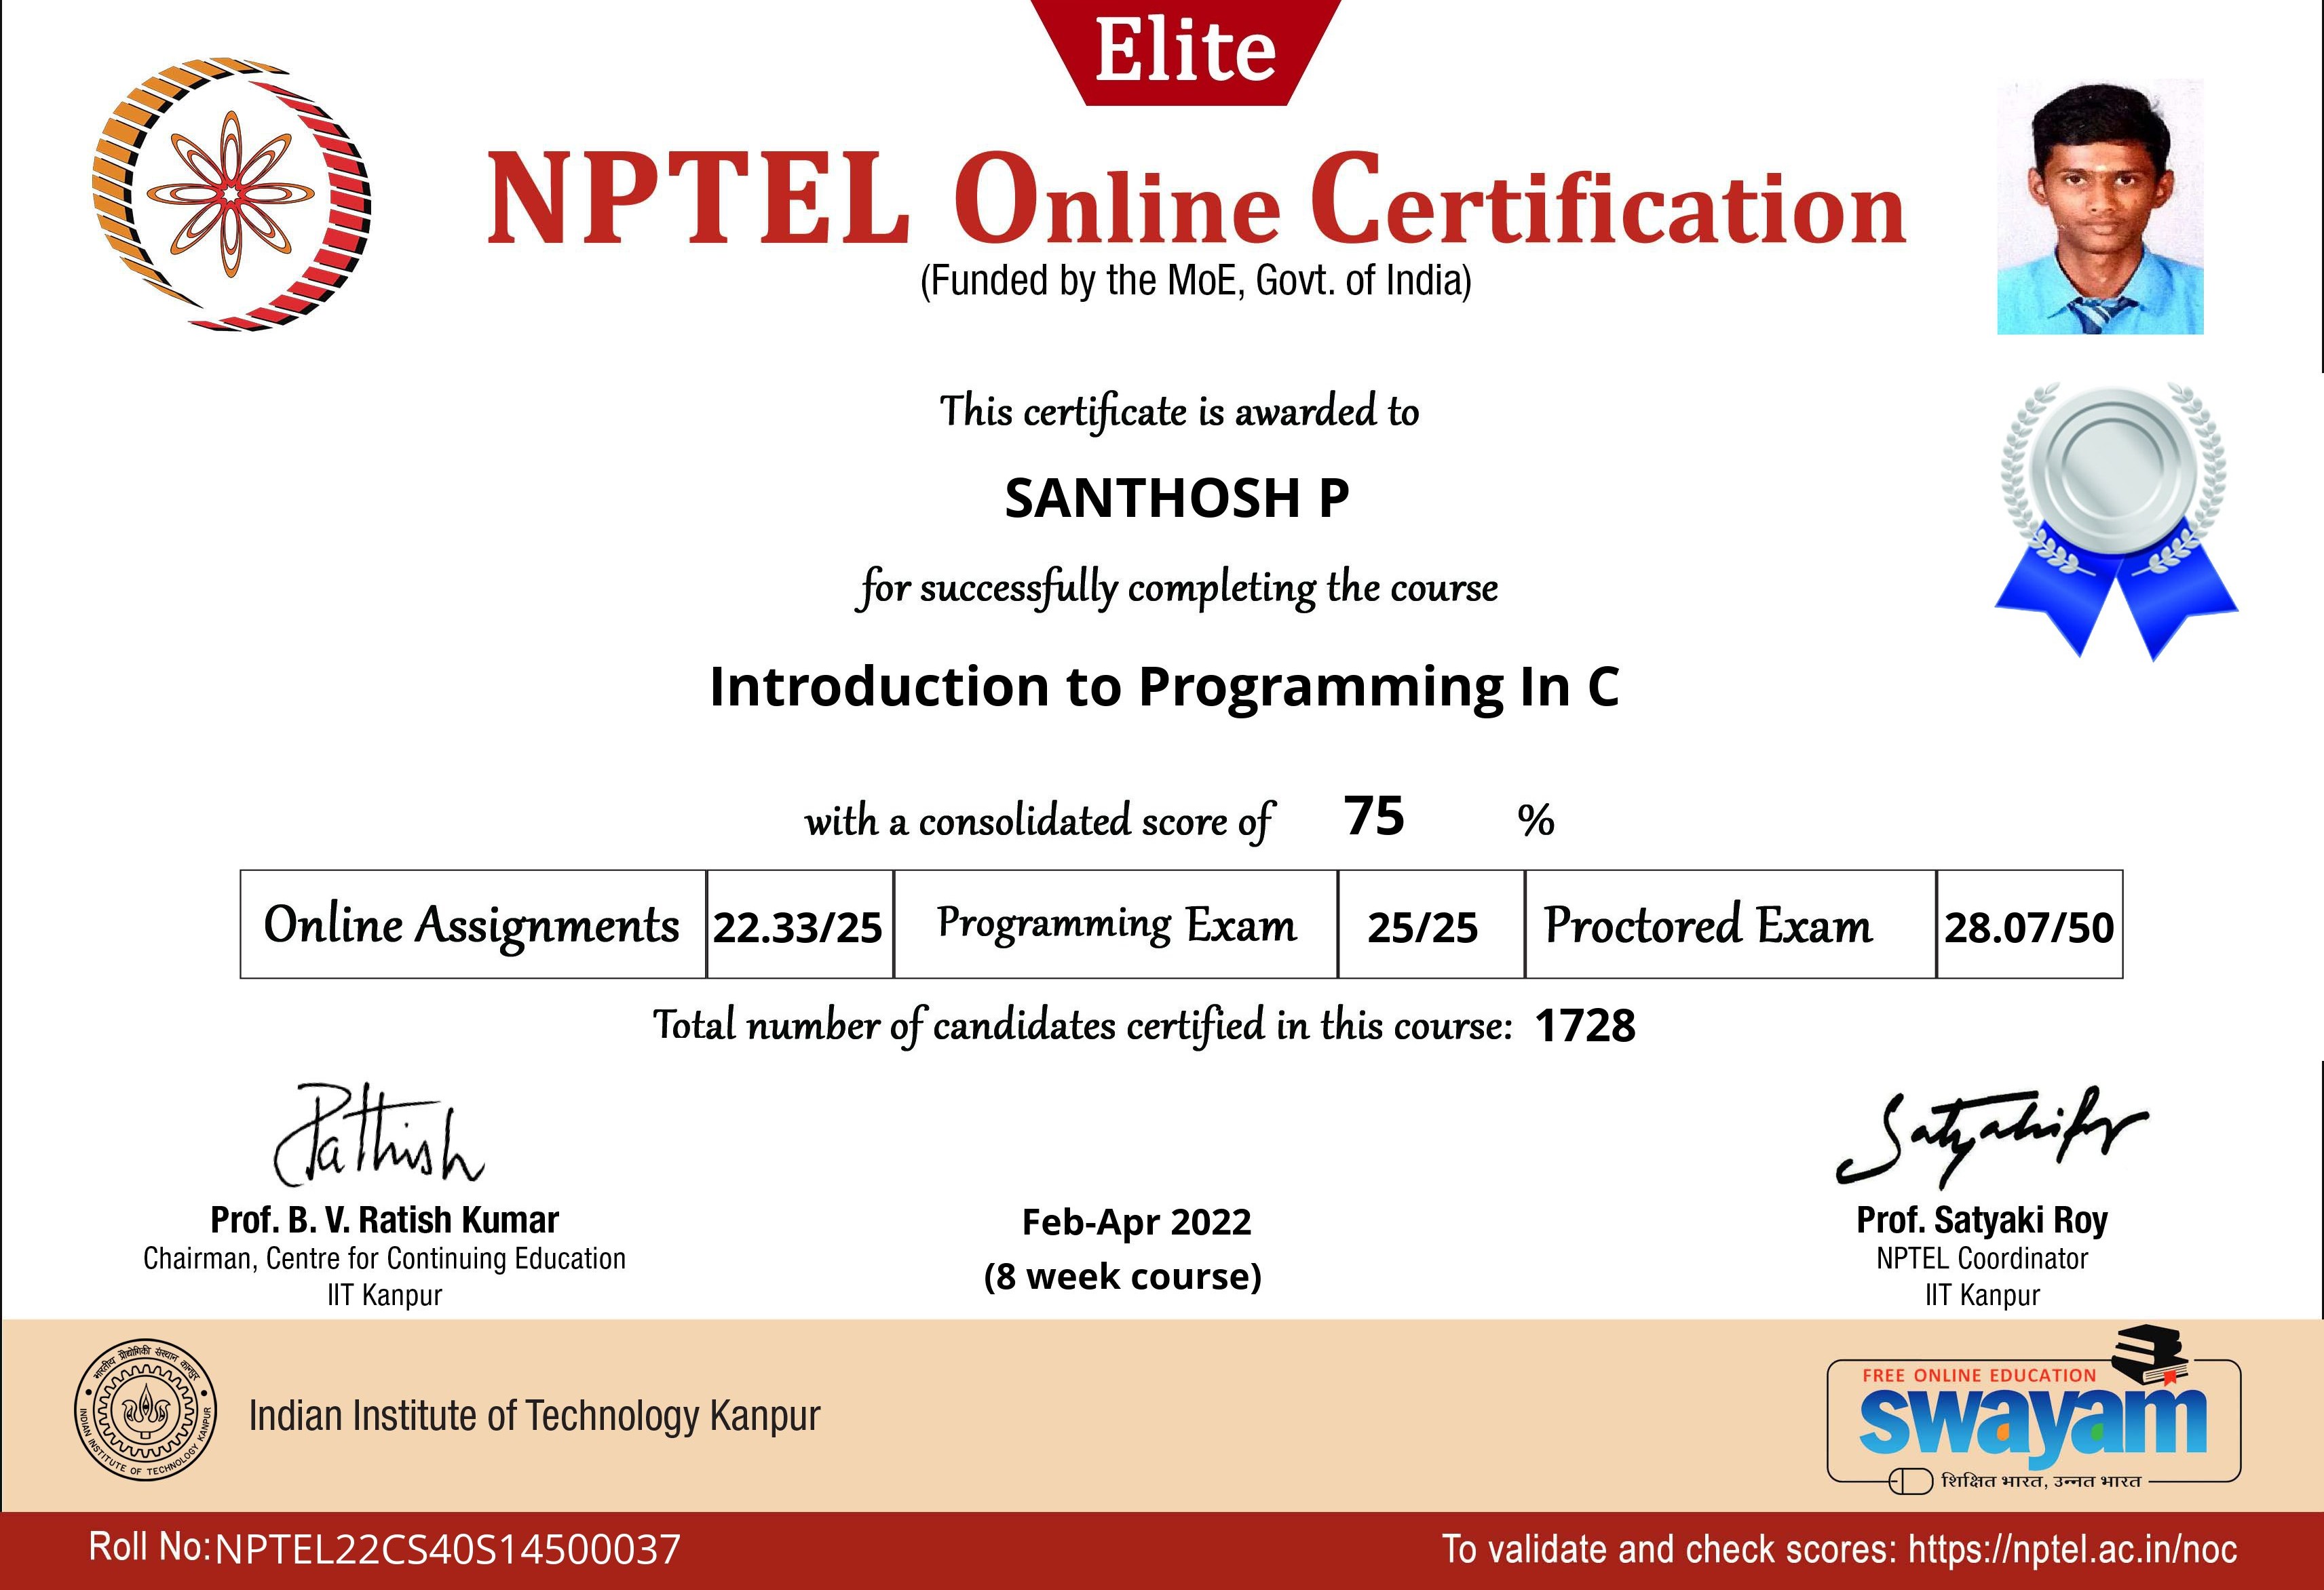 Elite
NPTEL Online Certification
(Funded by the MoE, Govt. of India)
This certificate is awarded to
SANTHOSH P
for successfully completing the course
Introduction to Programming In C
with a consolidated score of 75 %
Online Assignments 22.33/25 Programming Exam 25/25 Proctored Exam 28.07/50
Total number of candidates certified in this course: 1728
Prof. B. V. Ratish Kumar
Chairman, Centre for Continuing Education
IIT Kanpur
Feb-Apr 2022
(8 week course)
Prof. Satyaki Roy
NPTEL Coordinator
IIT Kanpur
भारतीय प्रौद्योगिकी संस्थान कानपुर
INDIAN INSTITUTE OF TECHNOLOGY KANPUR
Indian Institute of Technology Kanpur
FREE ONLINE EDUCATION
swayam
शिक्षित भारत, उन्नत भारत
Roll No: NPTEL22CS40S14500037
To validate and check scores: https://nptel.ac.in/noc